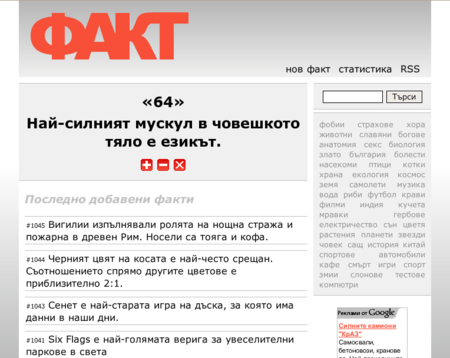 ФАКТ
нов факт статистика RSS
«64»
Най-силният мускул в човешкото
тяло е езикът.
Последно добавени факти
#1045 Вигилии изпълнявали ролята на нощна стража и
пожарна в древен Рим. Носели са тояга и кофа.
#1044 Черният цвят на косата е най-често срещан.
Съотношението спрямо другите цветове е
приблизително 2:1.
#1043 Сенет е най-старата игра на дъска, за която има
данни в наши дни.
#1041 Six Flags е най-голямата верига за увеселителни
паркове в света
Търси
фобии страхове хора
животни славяни богове
анатомия секс биология
злато българия болести
насекоми птици котки
храна екология космос
земя самолети музика
вода риби футбол крави
филми индия кучета
мравки гербове
електричество сън цветя
растения планети звезди
човек сащ история китай
спортове автомобили
кафе смърт игри спорт
змии слонове тестове
компютри
Реклами от Google
Силните камиони
"КрАЗ"
Самосвали,
бетоновози, кранове